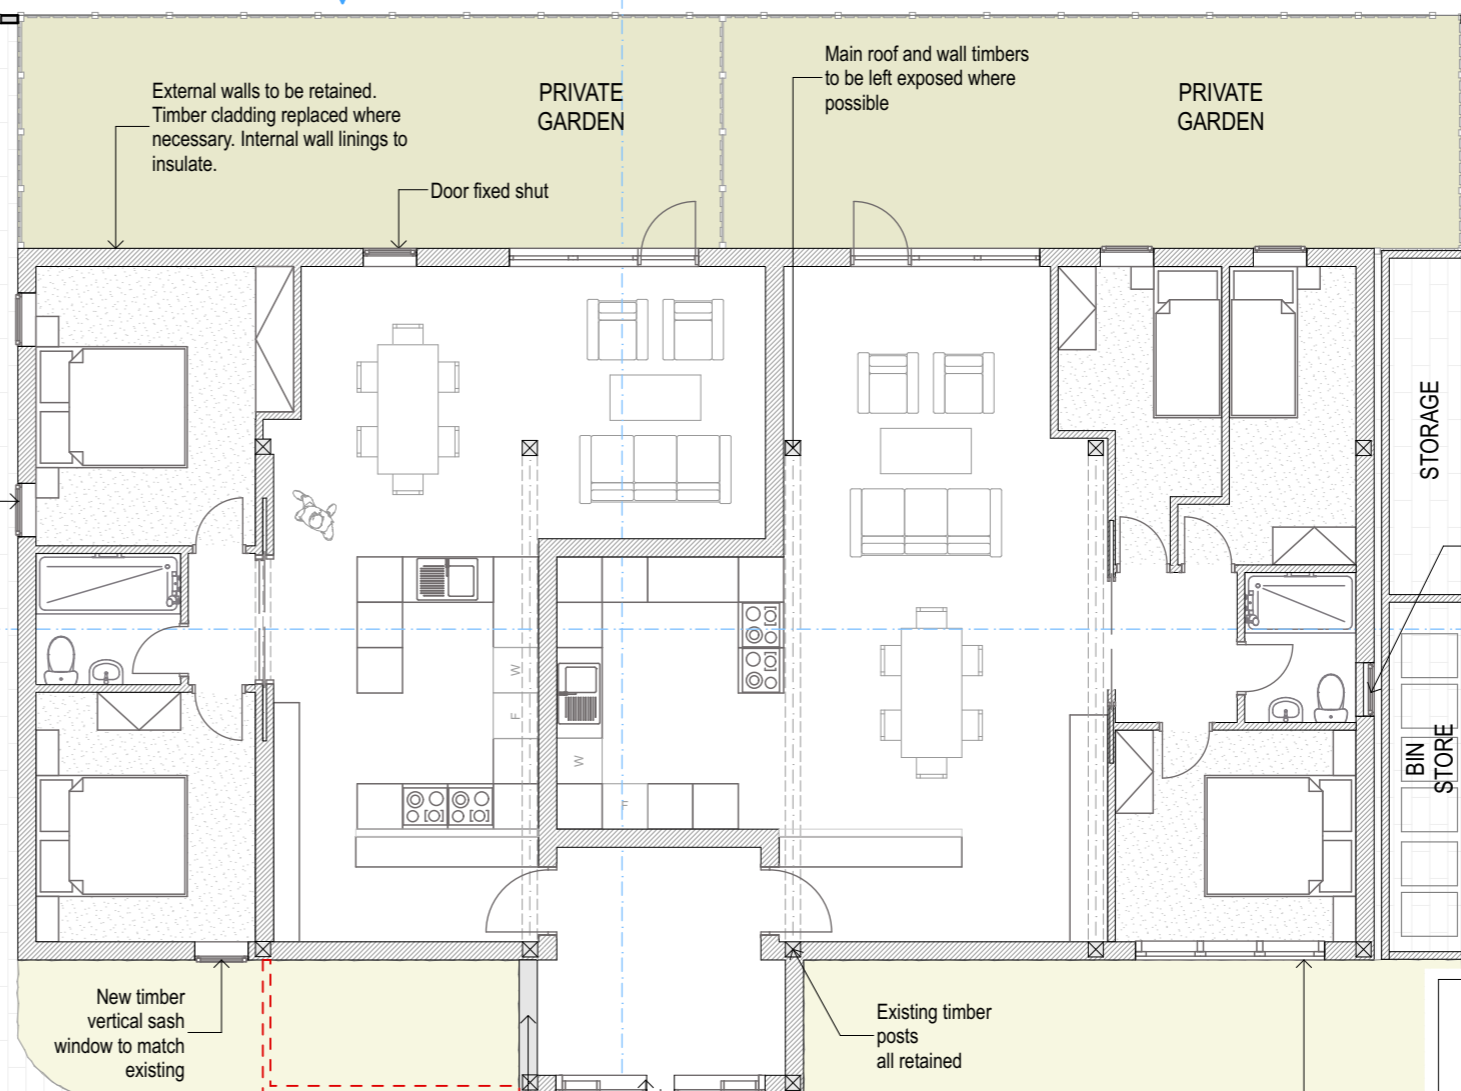 External walls to be retained.
Timber cladding replaced where
necessary. Internal wall linings to
insulate.
PRIVATE
GARDEN
Main roof and wall timbers
to be left exposed where
possible
PRIVATE
GARDEN
Door fixed shut
STORAGE
W
F
W
F
BIN
STORE
New timber
vertical sash
window to match
existing
Existing timber
posts
all retained